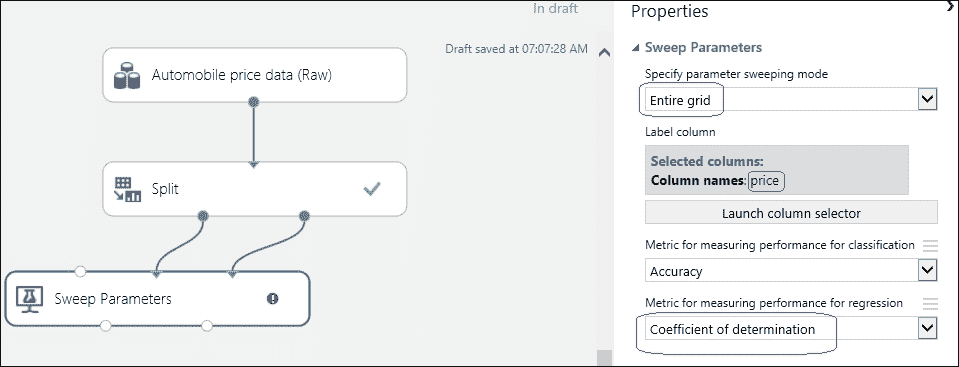 In draft
Draft saved at 07:07:28 AM
Automobile price data (Raw)
Split
Sweep Parameters
Properties
Sweep Parameters
Specify parameter sweeping mode
Entire grid
Label column
Selected columns:
Column names: price
Launch column selector
Metric for measuring performance for classification
Accuracy
Metric for measuring performance for regression
Coefficient of determination